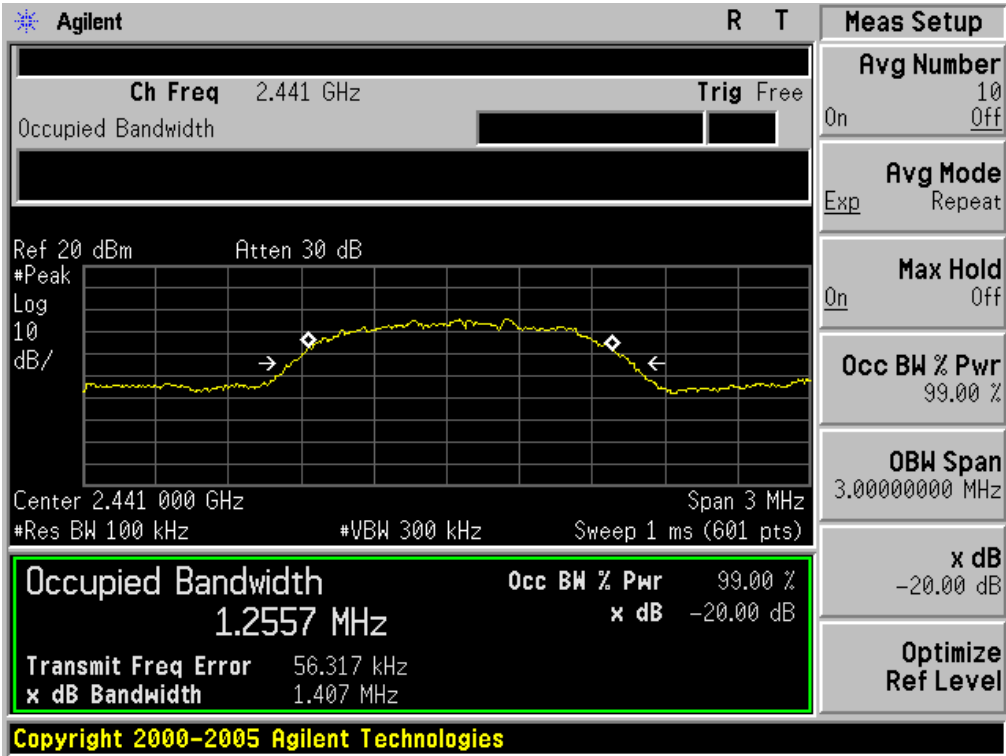 Agilent R T
Ch Freq 2.441 GHz Trig Free
Occupied Bandwidth
Ref 20 dBm Atten 30 dB
#Peak
Log
10
dB/
Center 2.441 000 GHz Span 3 MHz
#Res BW 100 kHz #VBW 300 kHz Sweep 1 ms (601 pts)
Occupied Bandwidth Occ BW % Pwr 99.00 %
1.2557 MHz x dB -20.00 dB
Transmit Freq Error 56.317 kHz
x dB Bandwidth 1.407 MHz
Copyright 2000-2005 Agilent Technologies
Meas Setup
Avg Number
10
On Off
Avg Mode
Exp Repeat
Max Hold
On Off
Occ BW % Pwr
99.00 %
OBW Span
3.00000000 MHz
x dB
-20.00 dB
Optimize
Ref Level